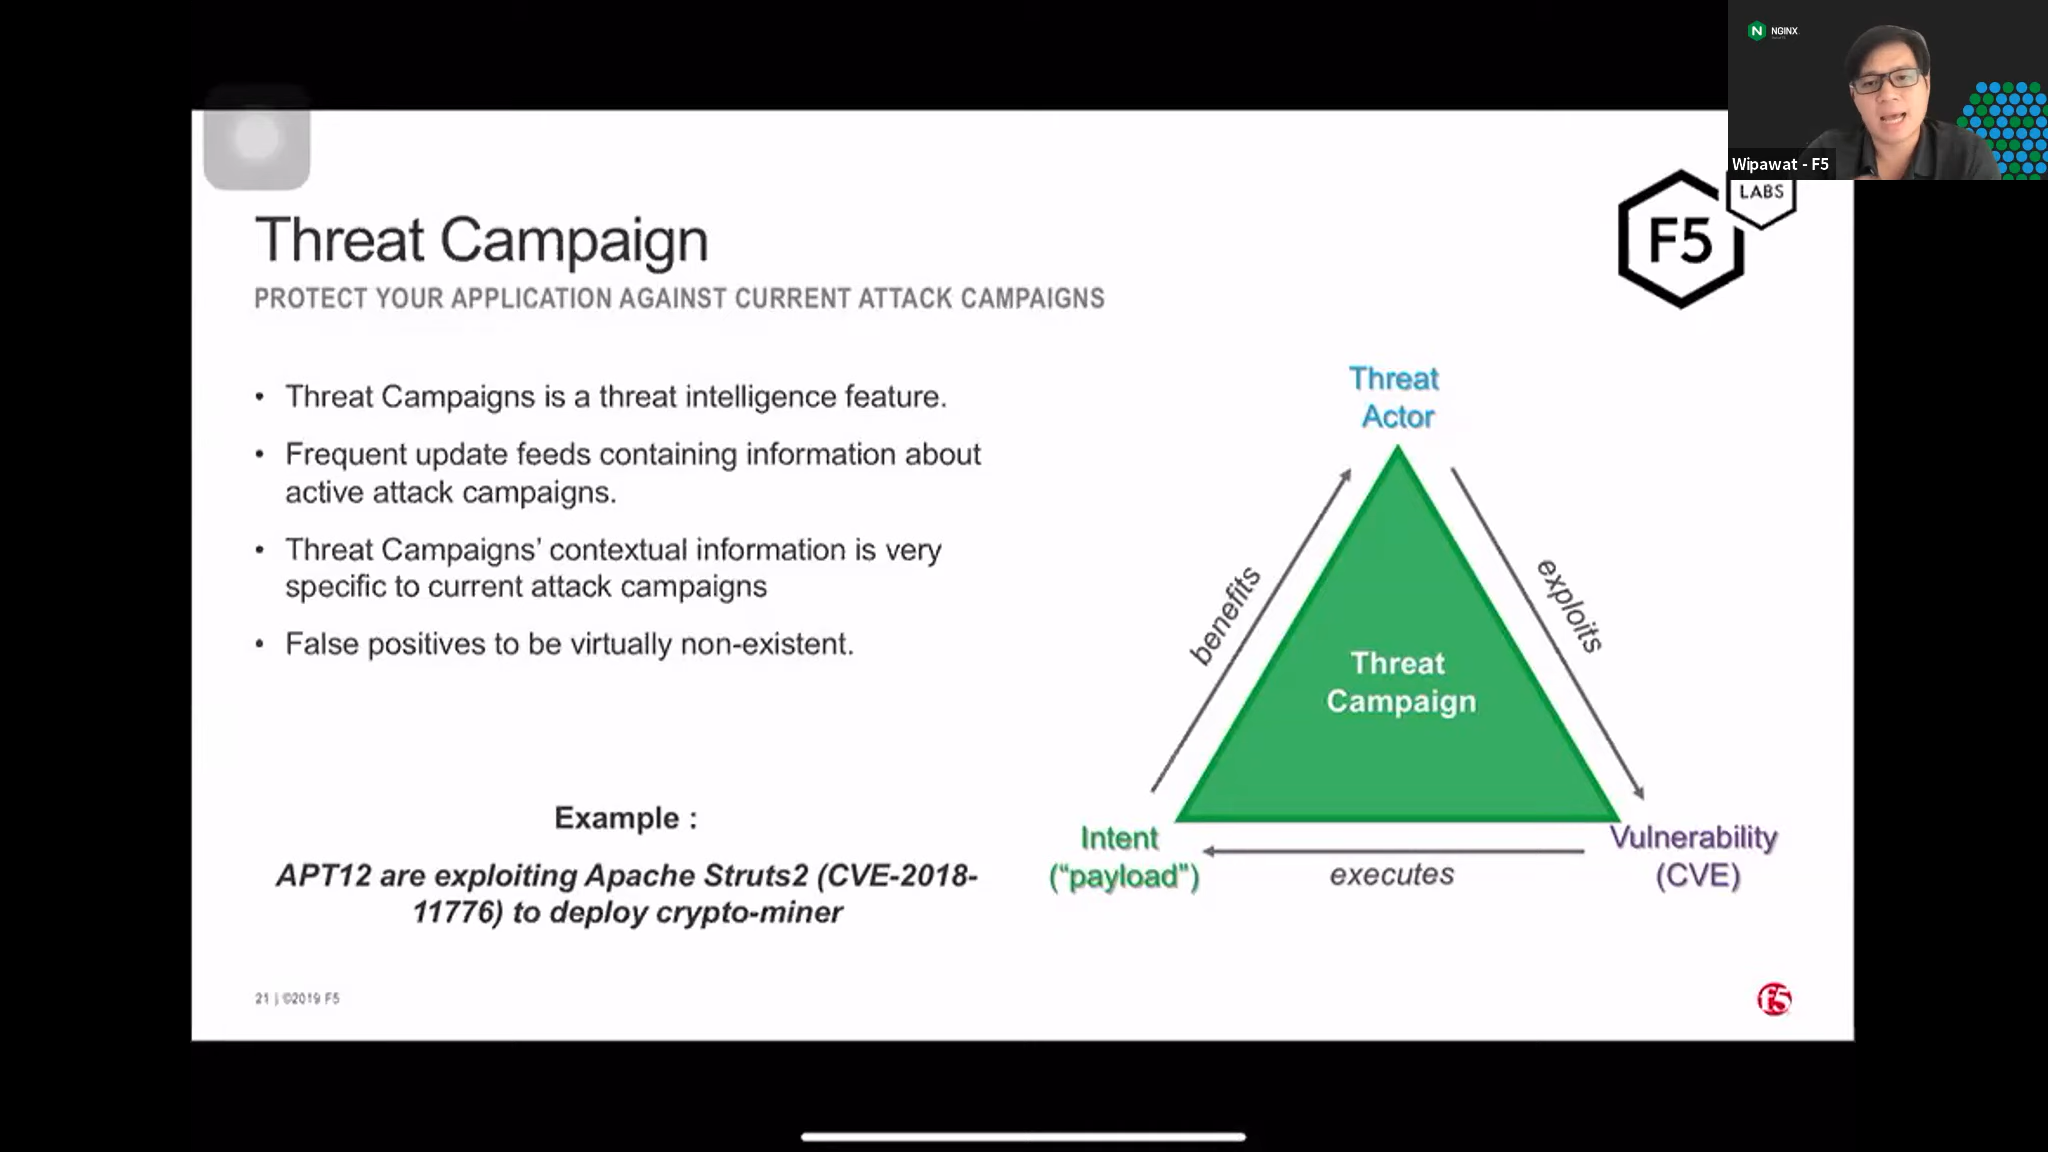 NGINX
Wipawat - F5
LABS
F5
Threat Campaign
PROTECT YOUR APPLICATION AGAINST CURRENT ATTACK CAMPAIGNS
• Threat Campaigns is a threat intelligence feature.
• Frequent update feeds containing information about
active attack campaigns.
• Threat Campaigns’ contextual information is very
specific to current attack campaigns
• False positives to be virtually non-existent.
Example :
APT12 are exploiting Apache Struts2 (CVE-2018-
11776) to deploy crypto-miner
Threat
Actor
benefits
exploits
Threat
Campaign
Intent
(“payload”)
executes
Vulnerability
(CVE)
21 | ©2019 F5
f5